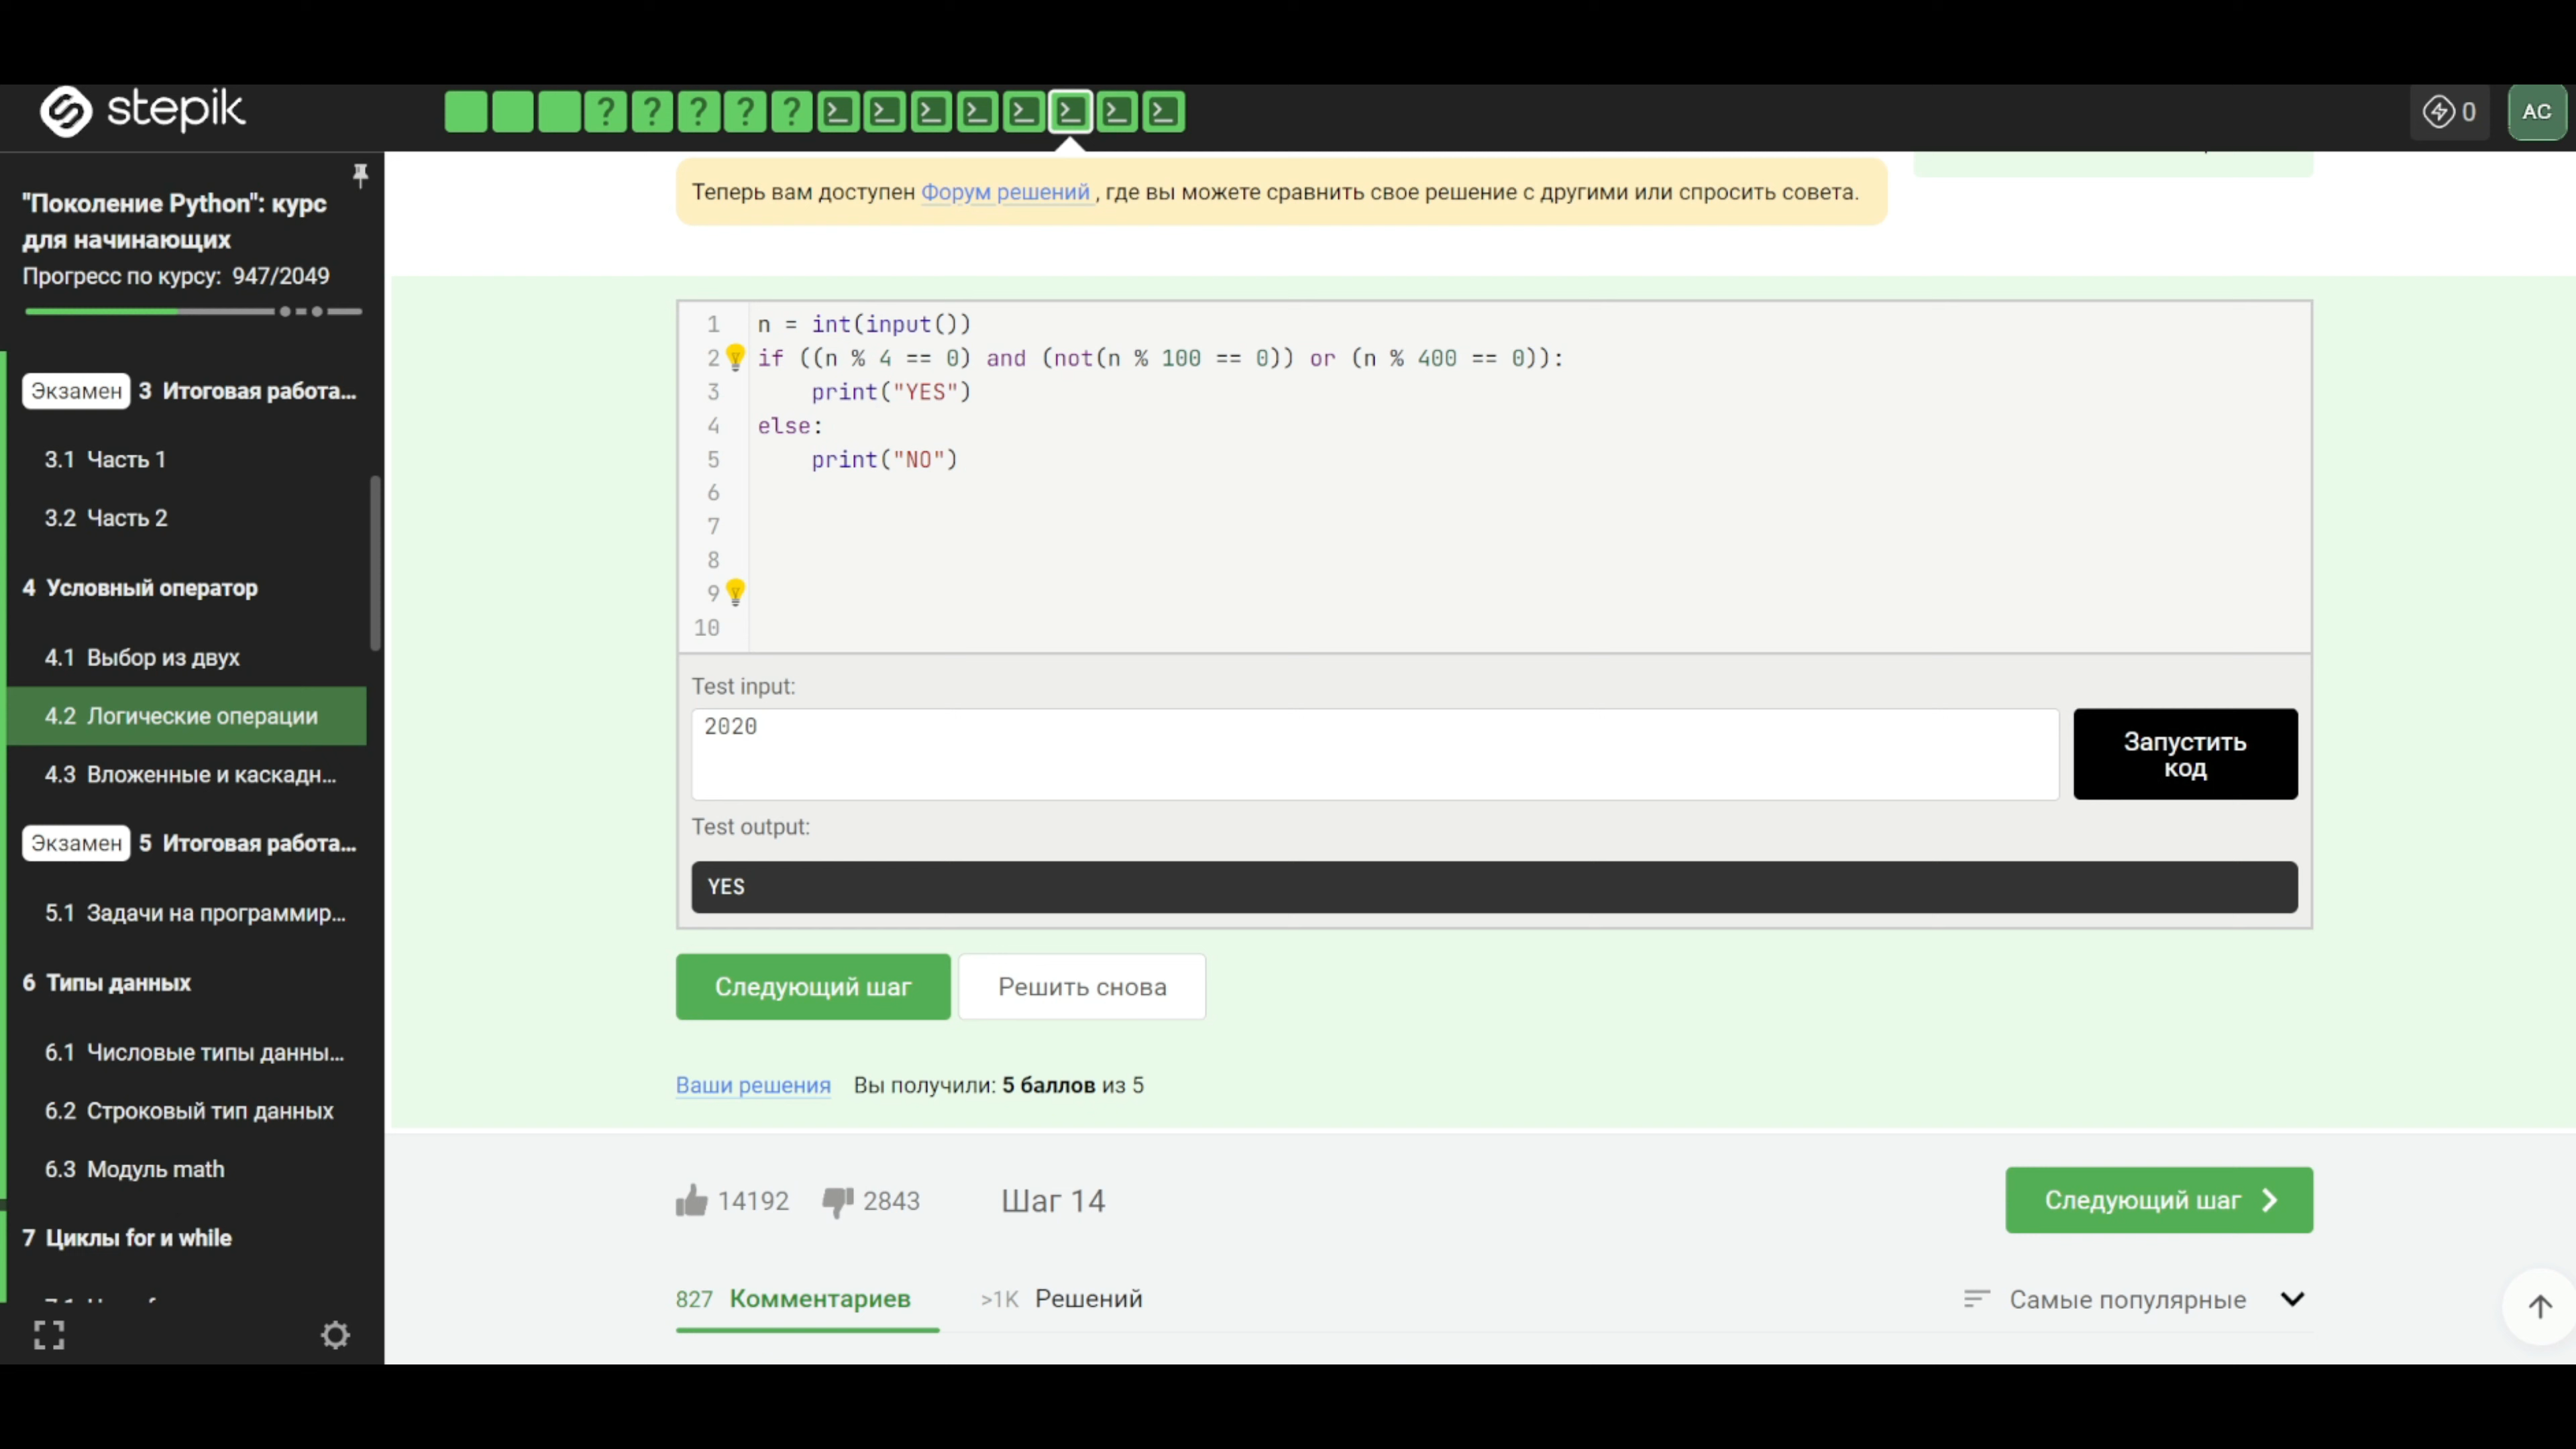 stepik
? ? ? ? ?
0
AC
"Поколение Python": курс
для начинающих
Прогресс по курсу: 947/2049
Экзамен 3 Итоговая работа...
3.1 Часть 1
3.2 Часть 2
4 Условный оператор
4.1 Выбор из двух
4.2 Логические операции
4.3 Вложенные и каскадн...
Экзамен 5 Итоговая работа...
5.1 Задачи на программир...
6 Типы данных
6.1 Числовые типы данны...
6.2 Строковый тип данных
6.3 Модуль math
7 Циклы for и while
Теперь вам доступен Форум решений , где вы можете сравнить свое решение с другими или спросить совета.
1 n = int(input())
2 if ((n % 4 == 0) and (not(n % 100 == 0)) or (n % 400 == 0)):
3 print("YES")
4 else:
5 print("NO")
6
7
8
9
10
Test input:
2020
Запустить
код
Test output:
YES
Следующий шаг
Решить снова
Ваши решения Вы получили: 5 баллов из 5
14192 2843 Шаг 14
Следующий шаг
827 Комментариев >1K Решений
Самые популярные